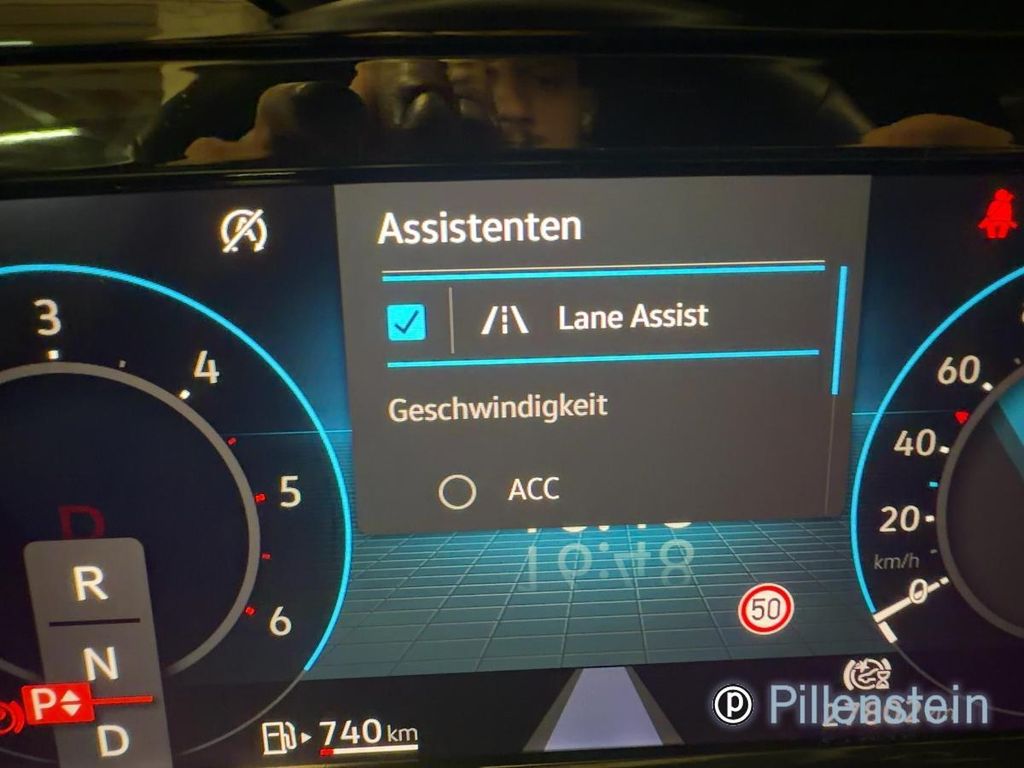 Assistenten
Lane Assist
Geschwindigkeit
ACC
3
4
5
6
D
R
N
P
D
740 km
50
60
40
20
km/h
0
Pillenstein